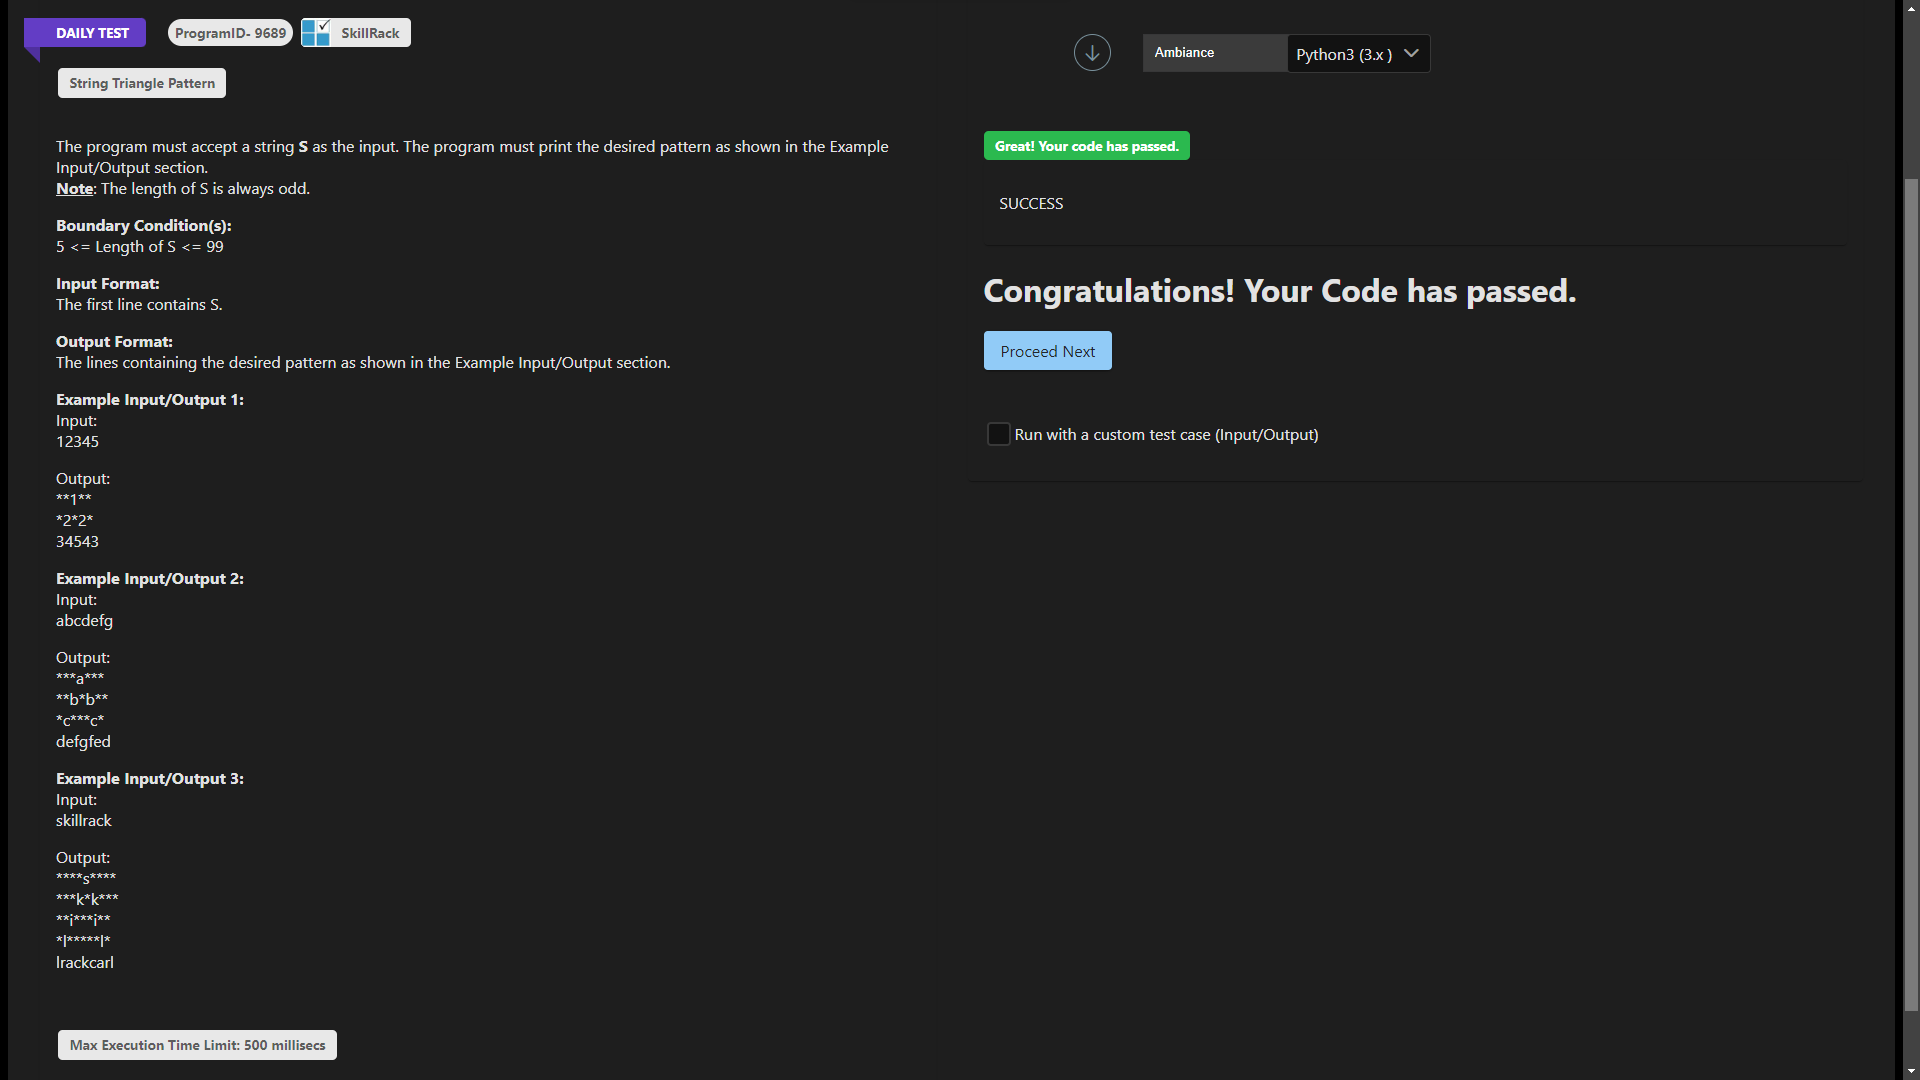 DAILY TEST
ProgramID- 9689
SkillRack
String Triangle Pattern
Ambiance
Python3 (3.x )
The program must accept a string S as the input. The program must print the desired pattern as shown in the Example
Input/Output section.
Note: The length of S is always odd.
Boundary Condition(s):
5 <= Length of S <= 99
Input Format:
The first line contains S.
Output Format:
The lines containing the desired pattern as shown in the Example Input/Output section.
Example Input/Output 1:
Input:
12345
Output:
**1**
*2*2*
34543
Example Input/Output 2:
Input:
abcdefg
Output:
***a***
**b*b**
*c***c*
defgfed
Example Input/Output 3:
Input:
skillrack
Output:
****s****
***k*k***
**i***i**
*l*****l*
lrackcarl
Max Execution Time Limit: 500 millisecs
Great! Your code has passed.
SUCCESS
Congratulations! Your Code has passed.
Proceed Next
Run with a custom test case (Input/Output)